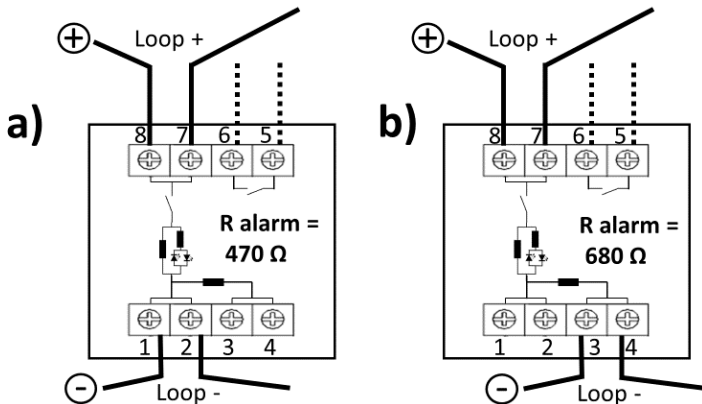 Loop +
Loop +
a)
8 7 6 5
b)
8 7 6 5
R alarm =
470 Ω
R alarm =
680 Ω
1 2 3 4
1 2 3 4
Loop -
Loop -